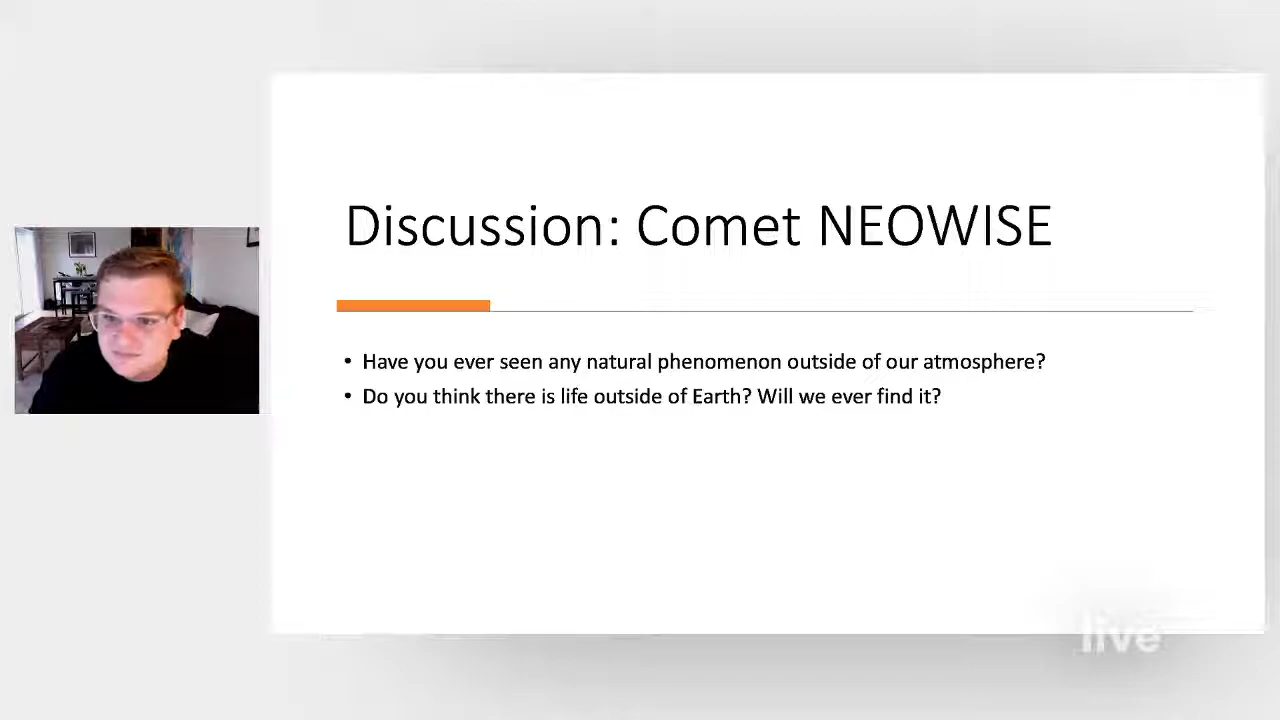 Discussion: Comet NEOWISE
• Have you ever seen any natural phenomenon outside of our atmosphere?
• Do you think there is life outside of Earth? Will we ever find it?
live